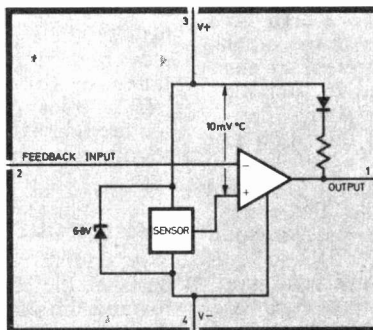 3 V+
10mV °C
FEEDBACK INPUT
2
1
OUTPUT
-
+
6·8V
SENSOR
4 V-